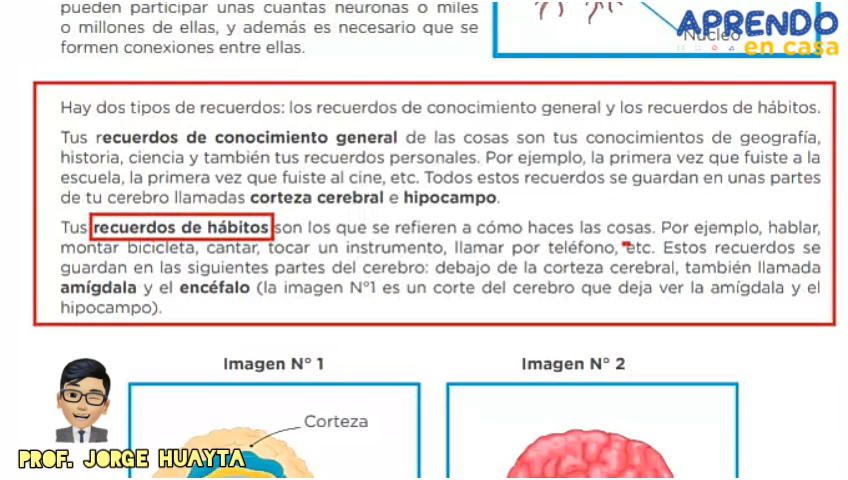 pueden participar unas cuantas neuronas o miles
o millones de ellas, y además es necesario que se
formen conexiones entre ellas.
Núcleo
APRENDO
en casa
Hay dos tipos de recuerdos: los recuerdos de conocimiento general y los recuerdos de hábitos.
Tus recuerdos de conocimiento general de las cosas son tus conocimientos de geografía,
historia, ciencia y también tus recuerdos personales. Por ejemplo, la primera vez que fuiste a la
escuela, la primera vez que fuiste al cine, etc. Todos estos recuerdos se guardan en unas partes
de tu cerebro llamadas corteza cerebral e hipocampo.
Tus recuerdos de hábitos son los que se refieren a cómo haces las cosas. Por ejemplo, hablar,
montar bicicleta, cantar, tocar un instrumento, llamar por teléfono, etc. Estos recuerdos se
guardan en las siguientes partes del cerebro: debajo de la corteza cerebral, también llamada
amígdala y el encéfalo (la imagen N°1 es un corte del cerebro que deja ver la amígdala y el
hipocampo).
Imagen N° 1
Imagen N° 2
Corteza
PROF. JORGE HUAYTA